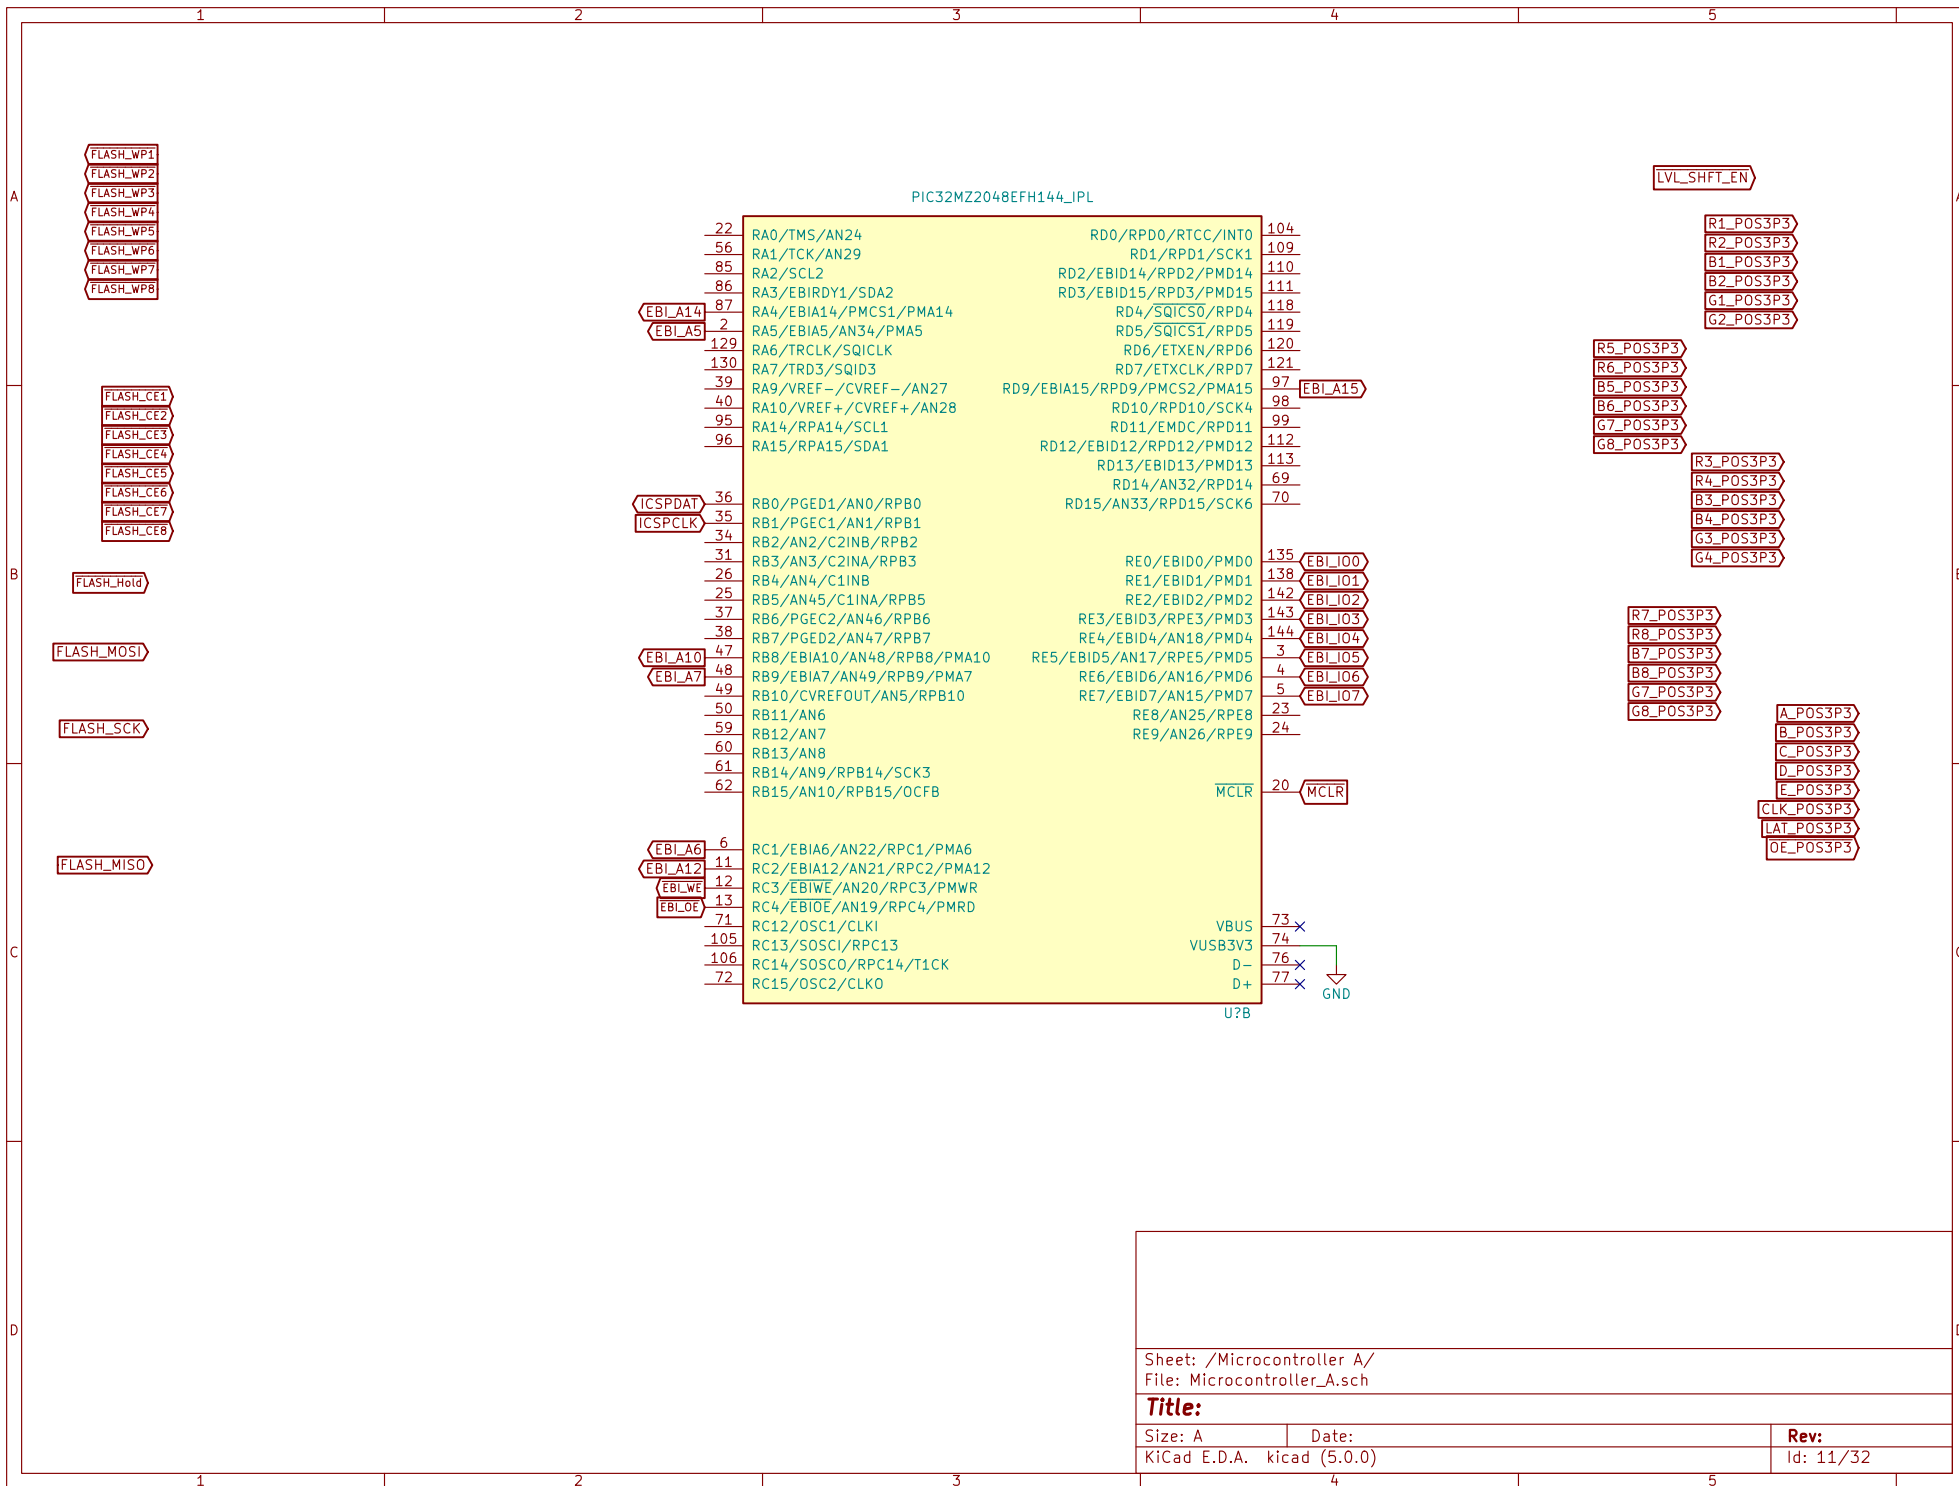 1 2 3 4 5
A
B
C
D
FLASH_WP1
FLASH_WP2
FLASH_WP3
FLASH_WP4
FLASH_WP5
FLASH_WP6
FLASH_WP7
FLASH_WP8
FLASH_CE1
FLASH_CE2
FLASH_CE3
FLASH_CE4
FLASH_CE5
FLASH_CE6
FLASH_CE7
FLASH_CE8
FLASH_Hold
FLASH_MOSI
FLASH_SCK
FLASH_MISO
PIC32MZ2048EFH144_IPL
22 RA0/TMS/AN24
56 RA1/TCK/AN29
85 RA2/SCL2
86 RA3/EBIRDY1/SDA2
EBI_A14 87 RA4/EBIA14/PMCS1/PMA14
EBI_A5 2 RA5/EBIA5/AN34/PMA5
129 RA6/TRCLK/SQICLK
130 RA7/TRD3/SQID3
39 RA9/VREF-/CVREF-/AN27
40 RA10/VREF+/CVREF+/AN28
95 RA14/RPA14/SCL1
96 RA15/RPA15/SDA1
ICSPDAT 36 RB0/PGED1/AN0/RPB0
ICSPCLK 35 RB1/PGEC1/AN1/RPB1
34 RB2/AN2/C2INB/RPB2
31 RB3/AN3/C2INA/RPB3
26 RB4/AN4/C1INB
25 RB5/AN45/C1INA/RPB5
37 RB6/PGEC2/AN46/RPB6
38 RB7/PGED2/AN47/RPB7
EBI_A10 47 RB8/EBIA10/AN48/RPB8/PMA10
EBI_A7 48 RB9/EBIA7/AN49/RPB9/PMA7
49 RB10/CVREFOUT/AN5/RPB10
50 RB11/AN6
59 RB12/AN7
60 RB13/AN8
61 RB14/AN9/RPB14/SCK3
62 RB15/AN10/RPB15/OCFB
EBI_A6 6 RC1/EBIA6/AN22/RPC1/PMA6
EBI_A12 11 RC2/EBIA12/AN21/RPC2/PMA12
EBI_WE 12 RC3/EBIWE/AN20/RPC3/PMWR
EBI_OE 13 RC4/EBIOE/AN19/RPC4/PMRD
71 RC12/OSC1/CLKI
105 RC13/SOSCI/RPC13
106 RC14/SOSCO/RPC14/T1CK
72 RC15/OSC2/CLKO
RD0/RPD0/RTCC/INT0 104
RD1/RPD1/SCK1 109
RD2/EBID14/RPD2/PMD14 110
RD3/EBID15/RPD3/PMD15 111
RD4/SQICS0/RPD4 118
RD5/SQICS1/RPD5 119
RD6/ETXEN/RPD6 120
RD7/ETXCLK/RPD7 121
RD9/EBIA15/RPD9/PMCS2/PMA15 97 EBI_A15
RD10/RPD10/SCK4 98
RD11/EMDC/RPD11 99
RD12/EBID12/RPD12/PMD12 112
RD13/EBID13/PMD13 113
RD14/AN32/RPD14 69
RD15/AN33/RPD15/SCK6 70
RE0/EBID0/PMD0 135 EBI_IO0
RE1/EBID1/PMD1 138 EBI_IO1
RE2/EBID2/PMD2 142 EBI_IO2
RE3/EBID3/RPE3/PMD3 143 EBI_IO3
RE4/EBID4/AN18/PMD4 144 EBI_IO4
RE5/EBID5/AN17/RPE5/PMD5 3 EBI_IO5
RE6/EBID6/AN16/PMD6 4 EBI_IO6
RE7/EBID7/AN15/PMD7 5 EBI_IO7
RE8/AN25/RPE8 23
RE9/AN26/RPE9 24
MCLR 20 MCLR
VBUS 73
VUSB3V3 74
D- 76
D+ 77
GND
U?B
LVL_SHFT_EN
R1_POS3P3
R2_POS3P3
B1_POS3P3
B2_POS3P3
G1_POS3P3
G2_POS3P3
R5_POS3P3
R6_POS3P3
B5_POS3P3
B6_POS3P3
G7_POS3P3
G8_POS3P3
R3_POS3P3
R4_POS3P3
B3_POS3P3
B4_POS3P3
G3_POS3P3
G4_POS3P3
R7_POS3P3
R8_POS3P3
B7_POS3P3
B8_POS3P3
G7_POS3P3
G8_POS3P3
A_POS3P3
B_POS3P3
C_POS3P3
D_POS3P3
E_POS3P3
CLK_POS3P3
LAT_POS3P3
OE_POS3P3
Sheet: /Microcontroller A/
File: Microcontroller_A.sch
Title:
Size: A Date: Rev:
KiCad E.D.A. kicad (5.0.0) Id: 11/32
1 2 3 4 5